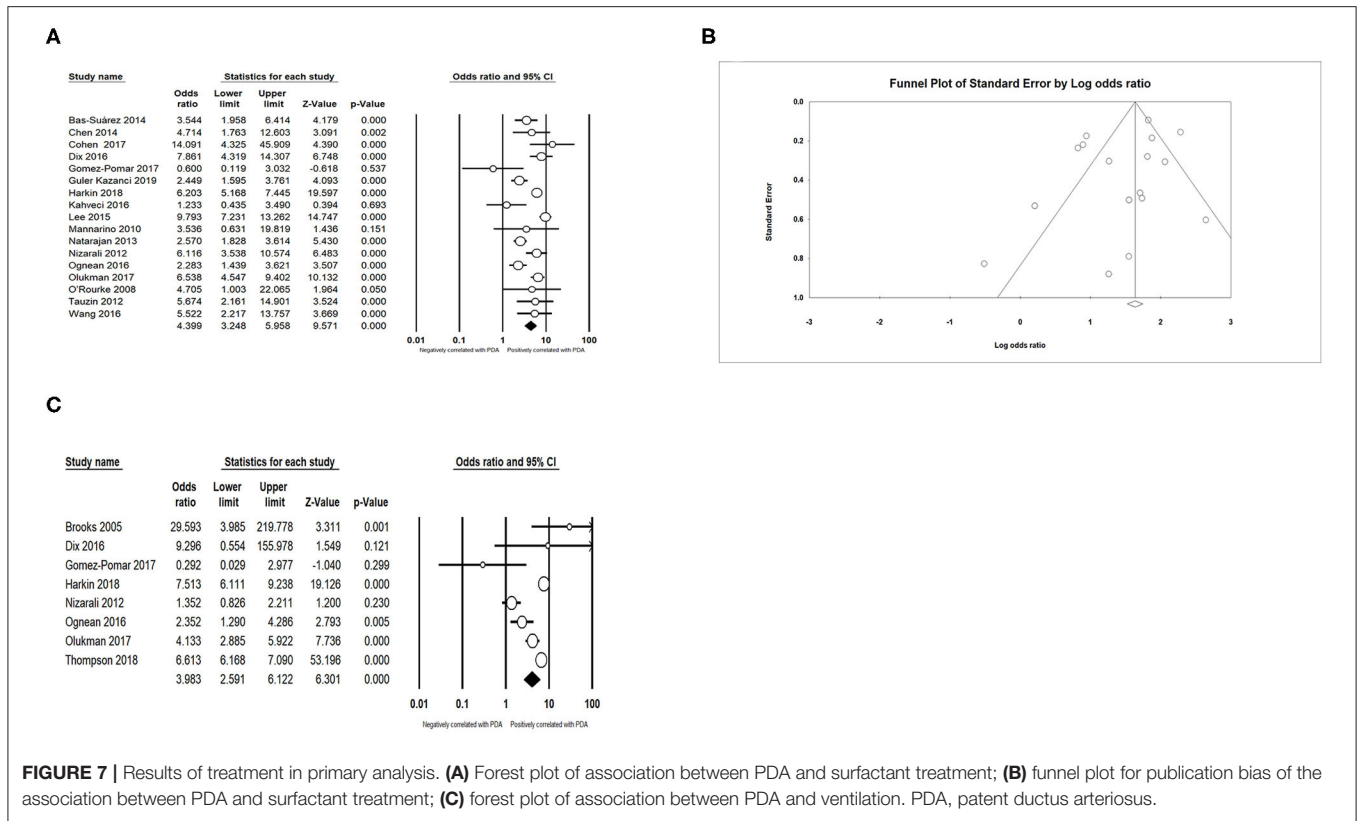 A
Study name Statistics for each study Odds ratio and 95% CI
Odds Lower Upper
ratio limit limit Z-Value p-Value
Bas-Suárez 2014 3.544 1.958 6.414 4.179 0.000
Chen 2014 4.714 1.763 12.603 3.091 0.002
Cohen 2017 14.091 4.325 45.909 4.390 0.000
Dix 2016 7.861 4.319 14.307 6.748 0.000
Gomez-Pomar 2017 0.600 0.119 3.032 -0.618 0.537
Guler Kazanci 2019 2.449 1.595 3.761 4.093 0.000
Harkin 2018 6.203 5.168 7.445 19.597 0.000
Kahveci 2016 1.233 0.435 3.490 0.394 0.693
Lee 2015 9.793 7.231 13.262 14.747 0.000
Mannarino 2010 3.536 0.631 19.819 1.436 0.151
Natarajan 2013 2.570 1.828 3.614 5.430 0.000
Nizarali 2012 6.116 3.538 10.574 6.483 0.000
Ognean 2016 2.283 1.439 3.621 3.507 0.000
Olukman 2017 6.538 4.547 9.402 10.132 0.000
O'Rourke 2008 4.705 1.003 22.065 1.964 0.050
Tauzin 2012 5.674 2.161 14.901 3.524 0.000
Wang 2016 5.522 2.217 13.757 3.669 0.000
4.399 3.248 5.958 9.571 0.000
0.01 0.1 1 10 100
Negatively correlated with PDA Positively correlated with PDA
B
Funnel Plot of Standard Error by Log odds ratio
Standard Error
0.0
0.2
0.4
0.6
0.8
1.0
-3 -2 -1 0 1 2 3
Log odds ratio
C
Study name Statistics for each study Odds ratio and 95% CI
Odds Lower Upper
ratio limit limit Z-Value p-Value
Brooks 2005 29.593 3.985 219.778 3.311 0.001
Dix 2016 9.296 0.554 155.978 1.549 0.121
Gomez-Pomar 2017 0.292 0.029 2.977 -1.040 0.299
Harkin 2018 7.513 6.111 9.238 19.126 0.000
Nizarali 2012 1.352 0.826 2.211 1.200 0.230
Ognean 2016 2.352 1.290 4.286 2.793 0.005
Olukman 2017 4.133 2.885 5.922 7.736 0.000
Thompson 2018 6.613 6.168 7.090 53.196 0.000
3.983 2.591 6.122 6.301 0.000
0.01 0.1 1 10 100
Negatively correlated with PDA Positively correlated with PDA
FIGURE 7 | Results of treatment in primary analysis. (A) Forest plot of association between PDA and surfactant treatment; (B) funnel plot for publication bias of the
association between PDA and surfactant treatment; (C) forest plot of association between PDA and ventilation. PDA, patent ductus arteriosus.